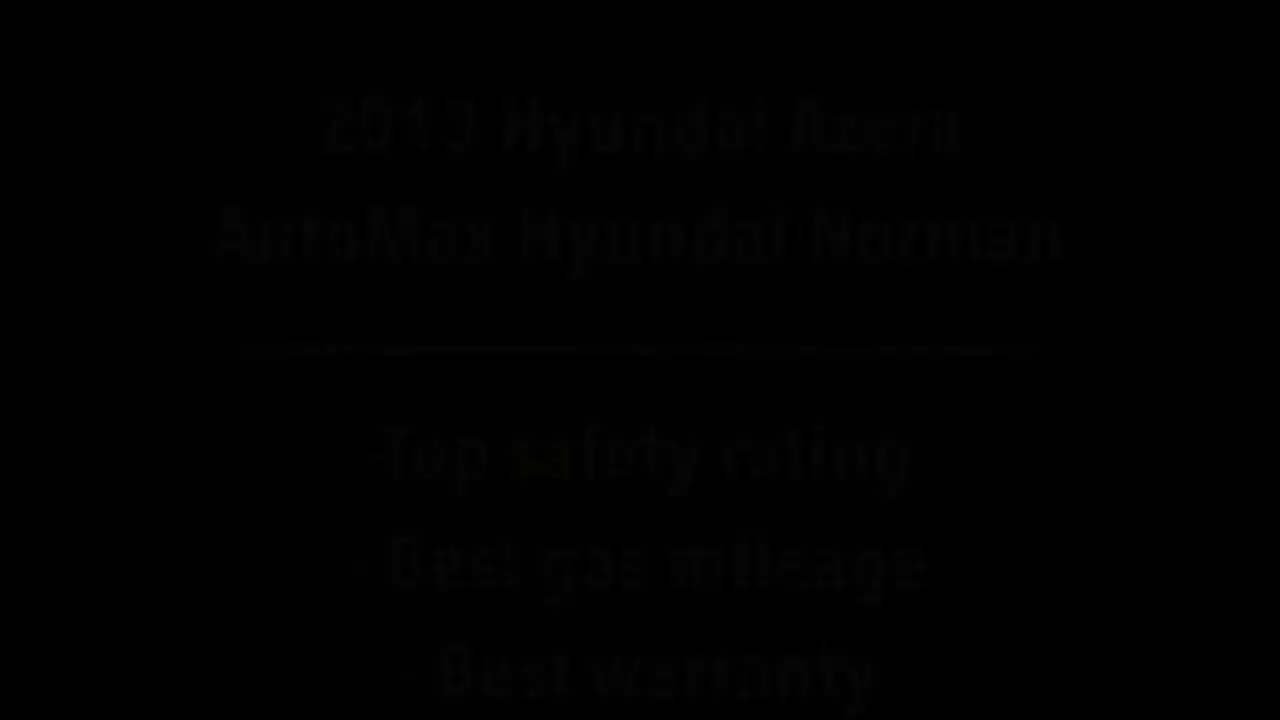 2013 Hyundai Azera
AutoMax Hyundai Norman
-Top safety rating
- Best gas mileage
- Best warranty